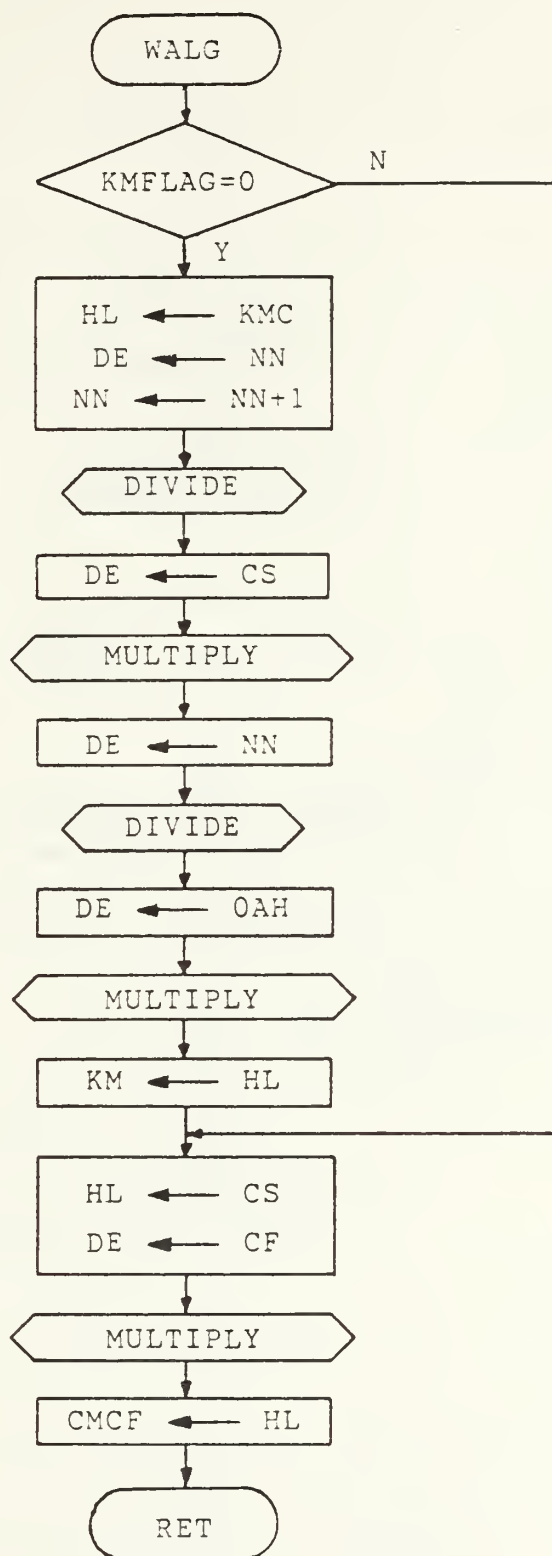 WALG
KMFLAG=0
N
Y
HL ← KMC
DE ← NN
NN ← NN+1
DIVIDE
DE ← CS
MULTIPLY
DE ← NN
DIVIDE
DE ← 0AH
MULTIPLY
KM ← HL
HL ← CS
DE ← CF
MULTIPLY
CMCF ← HL
RET